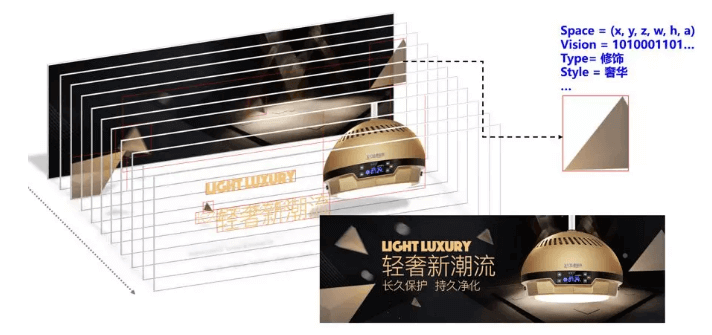 Space = (x, y, z, w, h, a)
Vision = 1010001101...
Type= 修饰
Style = 奢华
...
LIGHT LUXURY
轻奢新潮流
LIGHT LUXURY
轻奢新潮流
长久保护 持久净化